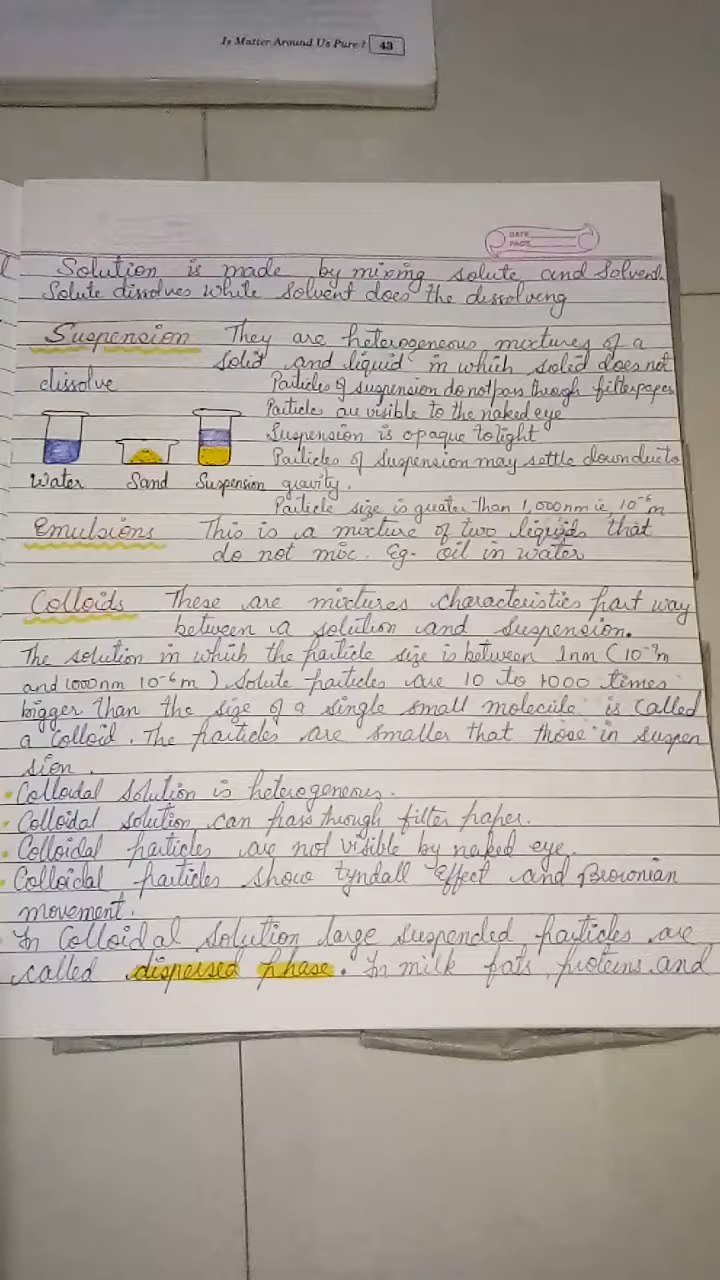 Is Matter Around Us Pure? 43
DATE
PAGE
Solution is made by mixing solute and Solvent.
Solute dissolves while Solvent does the dissolving
Suspension They are heterogeneous mixtures of a
solid and liquid in which solid does not
dissolve
Particles of suspension do not pass through filter paper
Particles are visible to the naked eye
Suspension is opaque to light
Particles of Suspension may settle down due to
Water Sand Suspension gravity.
Particle size is greater than 1,000nm ie, 10⁻⁶m
Emulsions This is a mixture of two liquids that
do not mix. Eg- oil in water
Colloids These are mixtures characteristics part way
between a solution and suspension.
The solution in which the particle size is between 1nm (10⁻⁹m
and 1000nm 10⁻⁶m). Solute particles are 10 to 1000 times
bigger than the size of a single small molecule is called
a colloid. The particles are smaller that those in suspen
sion.
• Colloidal solution is heterogenous.
• Colloidal solution can pass through filter paper.
• Colloidal particles are not visible by naked eye.
• Colloidal particles show tyndall effect and Brownian
movement.
In Colloidal solution large suspended particles are
called dispersed phase. In milk fats, proteins and